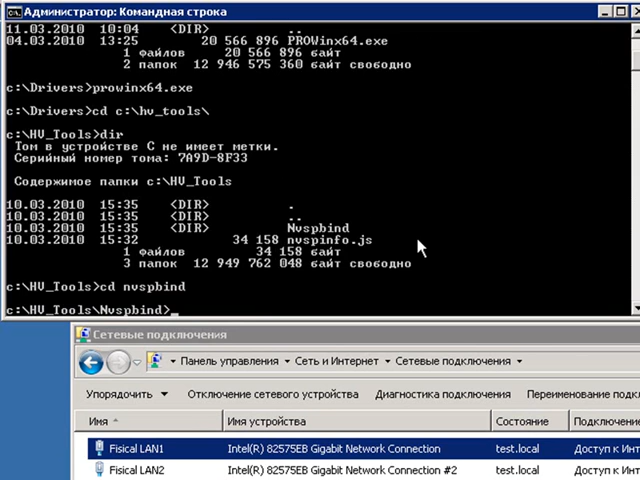 Администратор: Командная строка
11.03.2010 10:04 <DIR> ..
04.03.2010 13:25 20 566 896 PROWinx64.exe
1 файлов 20 566 896 байт
2 папок 12 946 575 360 байт свободно
c:\Drivers>prowinx64.exe
c:\Drivers>cd c:\hv_tools\
c:\HV_Tools>dir
Том в устройстве C не имеет метки.
Серийный номер тома: 7A9D-8F33
Содержимое папки c:\HV_Tools
10.03.2010 15:35 <DIR> .
10.03.2010 15:35 <DIR> ..
10.03.2010 15:35 <DIR> Nvspbind
10.03.2010 15:32 34 158 nvspinfo.js
1 файлов 34 158 байт
3 папок 12 949 762 048 байт свободно
c:\HV_Tools>cd nvspbind
c:\HV_Tools\Nvspbind>_
Сетевые подключения
Панель управления Сеть и Интернет Сетевые подключения
Упорядочить Отключение сетевого устройства Диагностика подключения Переименование подкл
Имя Имя устройства Состояние Подключение
Fisical LAN1 Intel(R) 82575EB Gigabit Network Connection test.local Доступ к Инт
Fisical LAN2 Intel(R) 82575EB Gigabit Network Connection #2 test.local Доступ к Инт